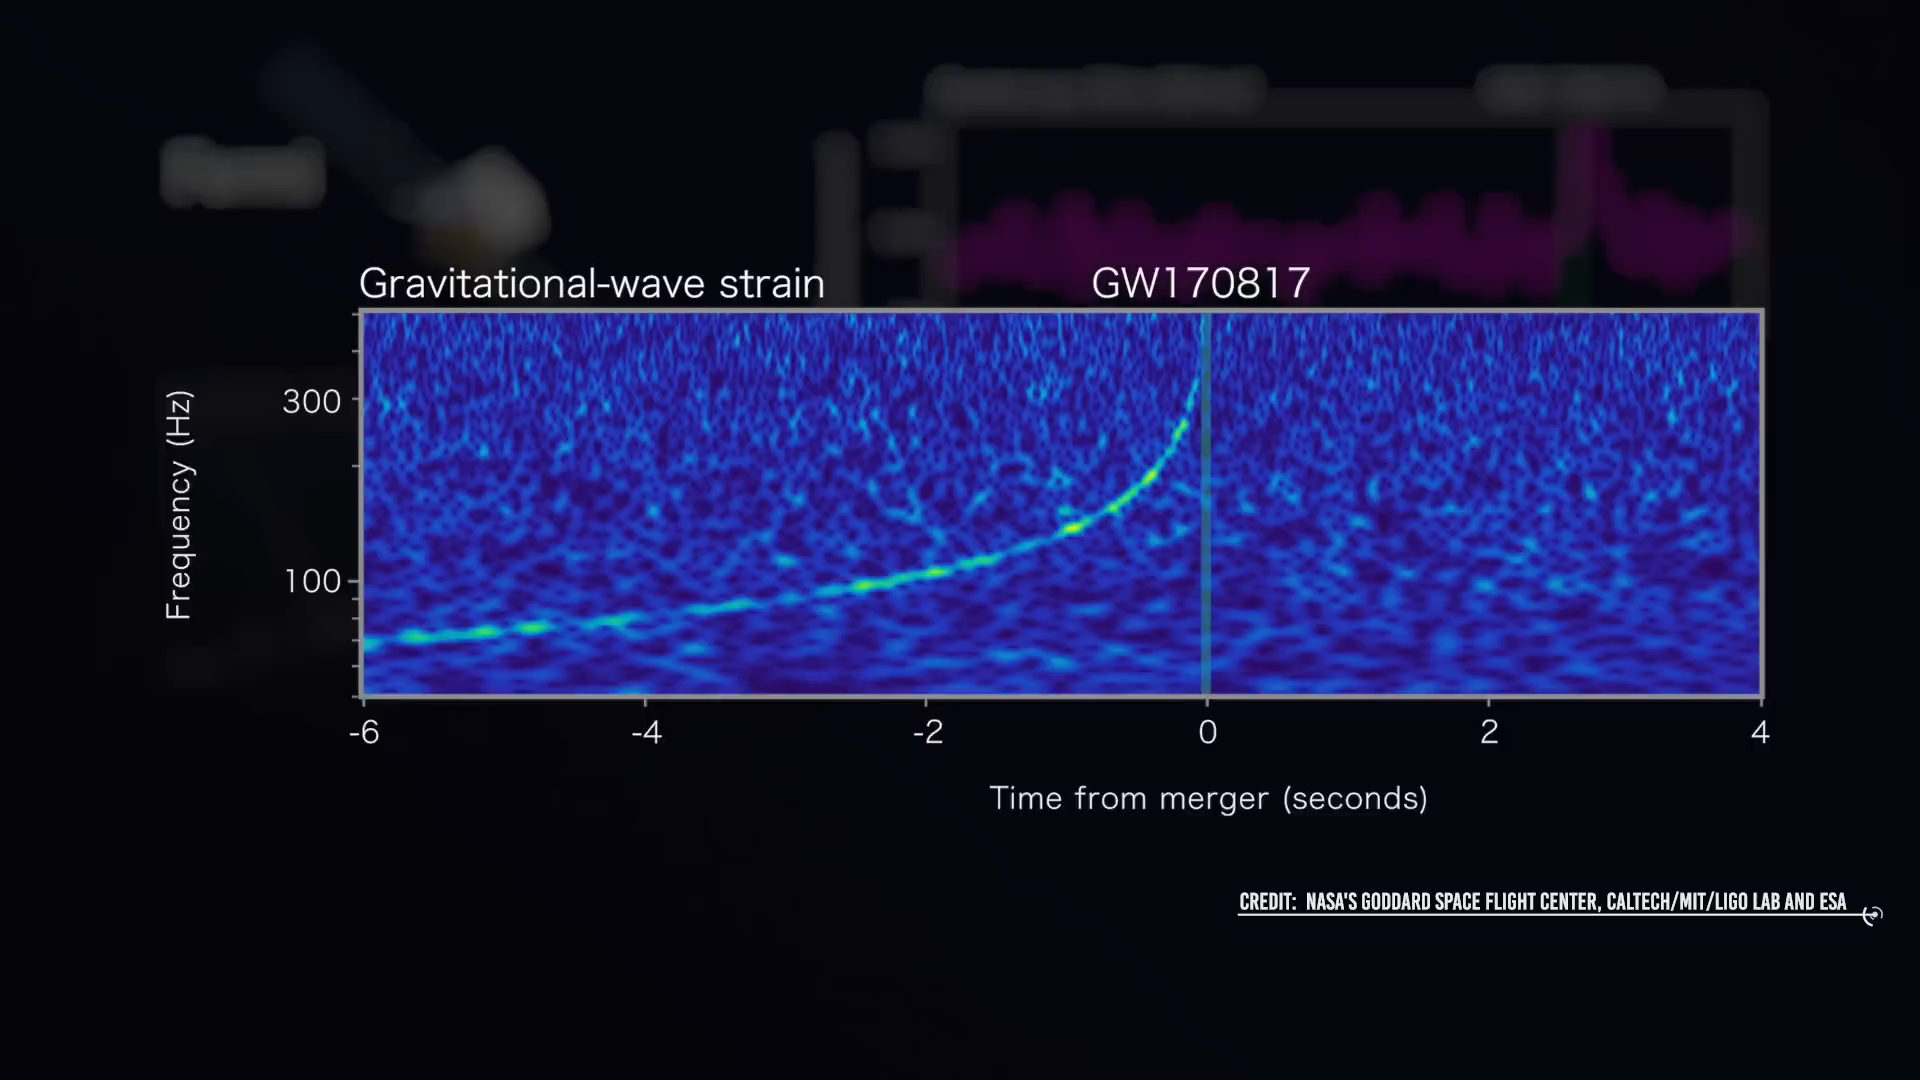 Gravitational-wave strain
GW170817
Frequency (Hz)
300
100
-6
-4
-2
0
2
4
Time from merger (seconds)
CREDIT: NASA'S GODDARD SPACE FLIGHT CENTER, CALTECH/MIT/LIGO LAB AND ESA